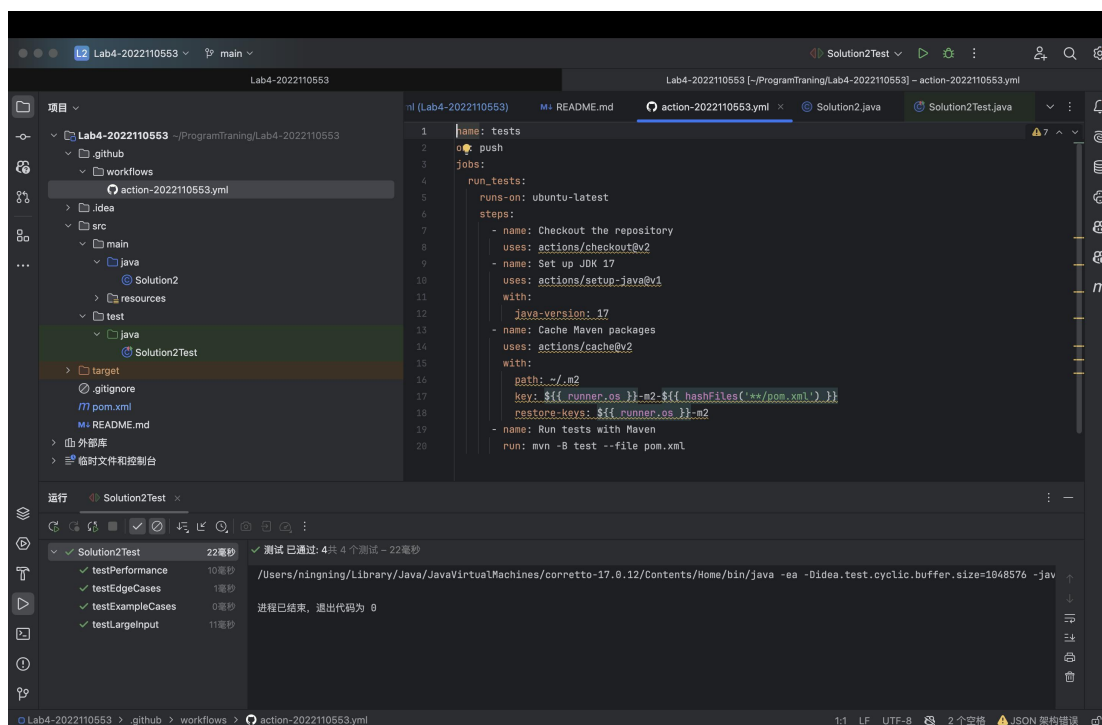 L2 Lab4-2022110553 main Solution2Test
Lab4-2022110553 Lab4-2022110553 [~/ProgramTraning/Lab4-2022110553] – action-2022110553.yml
项目
Lab4-2022110553 ~/ProgramTraning/Lab4-2022110553
.github
workflows
action-2022110553.yml
.idea
src
main
java
Solution2
resources
test
java
Solution2Test
target
.gitignore
pom.xml
README.md
外部库
临时文件和控制台
ml (Lab4-2022110553) README.md action-2022110553.yml Solution2.java Solution2Test.java
7
1 name: tests
2 on: push
3 jobs:
4 run_tests:
5 runs-on: ubuntu-latest
6 steps:
7 - name: Checkout the repository
8 uses: actions/checkout@v2
9 - name: Set up JDK 17
10 uses: actions/setup-java@v1
11 with:
12 java-version: 17
13 - name: Cache Maven packages
14 uses: actions/cache@v2
15 with:
16 path: ~/.m2
17 key: ${{ runner.os }}-m2-${{ hashFiles('**/pom.xml') }}
18 restore-keys: ${{ runner.os }}-m2
19 - name: Run tests with Maven
20 run: mvn -B test --file pom.xml
运行 Solution2Test
Solution2Test 22毫秒
testPerformance 10毫秒
testEdgeCases 1毫秒
testExampleCases 0毫秒
testLargeInput 11毫秒
测试 已通过: 4共 4 个测试 – 22毫秒
/Users/ningning/Library/Java/JavaVirtualMachines/corretto-17.0.12/Contents/Home/bin/java -ea -Didea.test.cyclic.buffer.size=1048576 -jav
进程已结束，退出代码为 0
Lab4-2022110553 > .github > workflows > action-2022110553.yml 1:1 LF UTF-8 2 个空格 JSON 架构错误